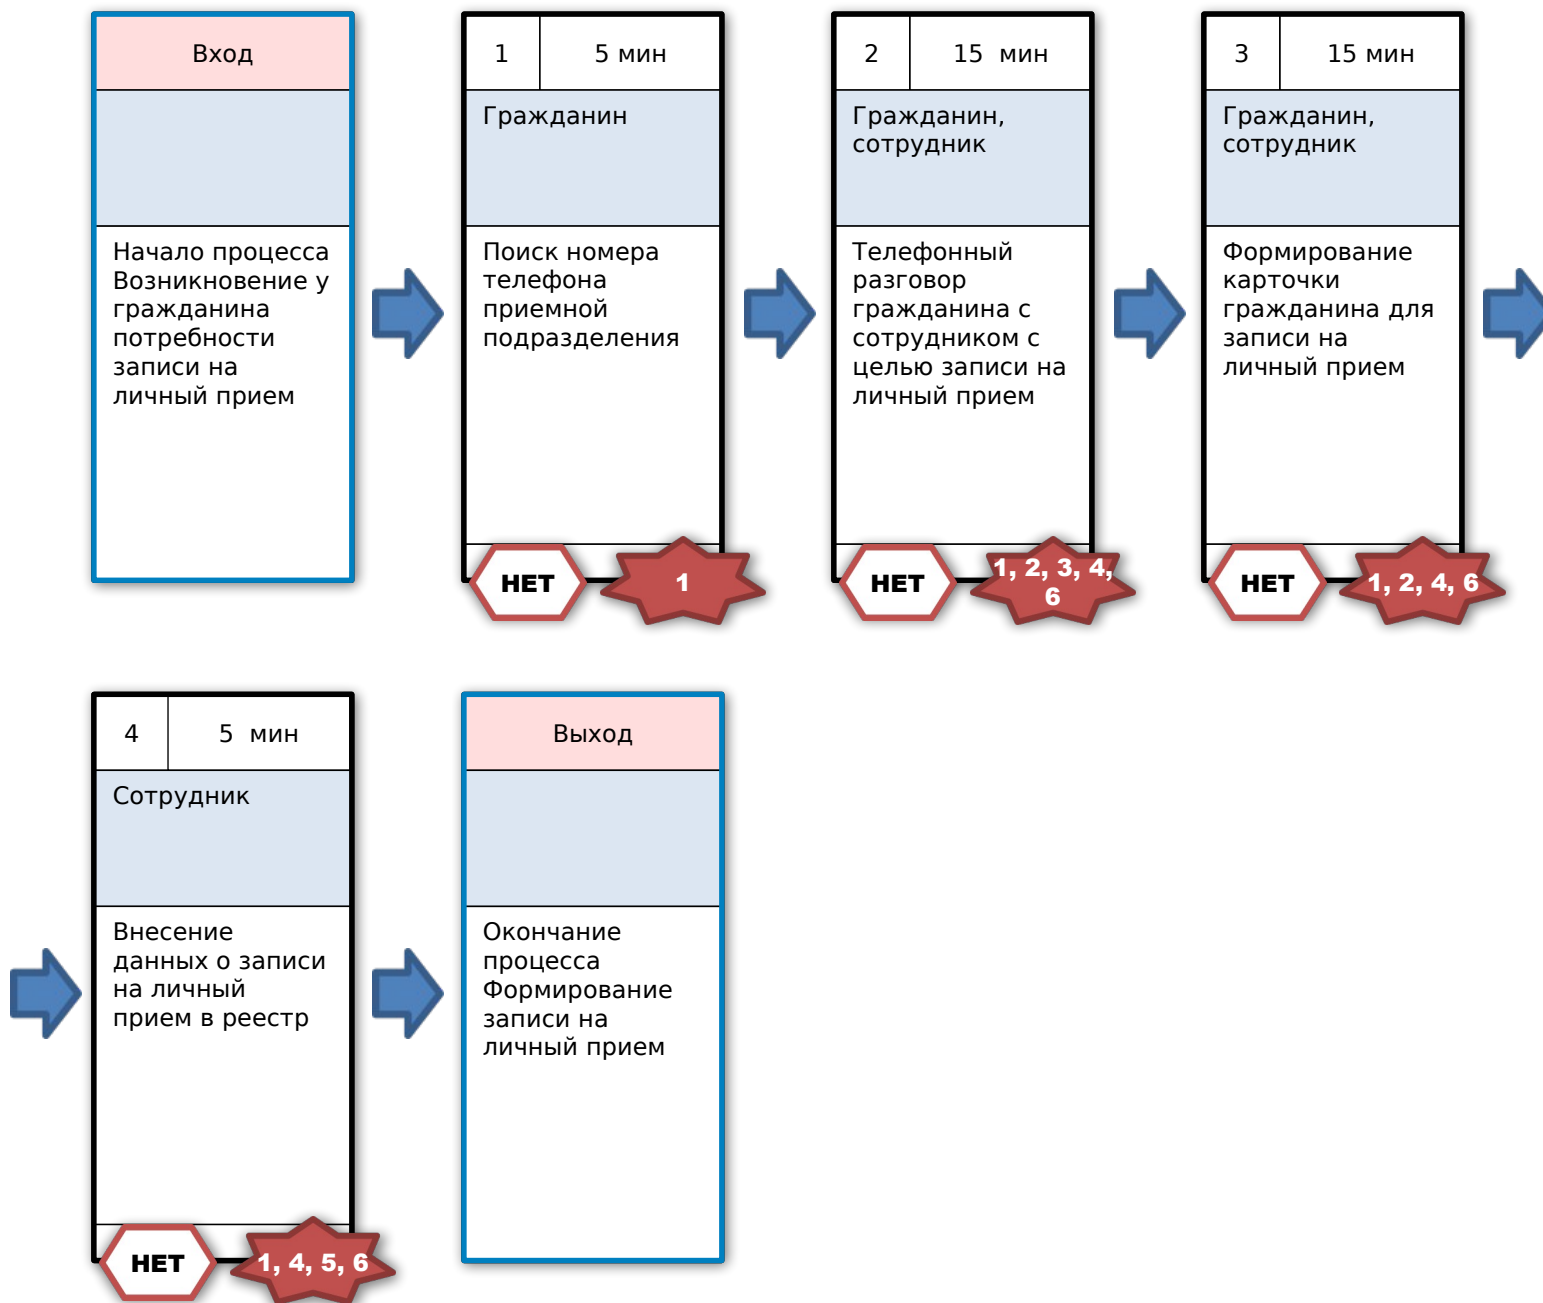 Вход
Начало процесса
Возникновение у
гражданина
потребности
записи на
личный прием
1
5 мин
Гражданин
Поиск номера
телефона
приемной
подразделения
НЕТ
1
2
15 мин
Гражданин,
сотрудник
Телефонный
разговор
гражданина с
сотрудником с
целью записи на
личный прием
НЕТ
1, 2, 3, 4,
6
3
15 мин
Гражданин,
сотрудник
Формирование
карточки
гражданина для
записи на
личный прием
НЕТ
1, 2, 4, 6
4
5 мин
Сотрудник
Внесение
данных о записи
на личный
прием в реестр
НЕТ
1, 4, 5, 6
Выход
Окончание
процесса
Формирование
записи на
личный прием